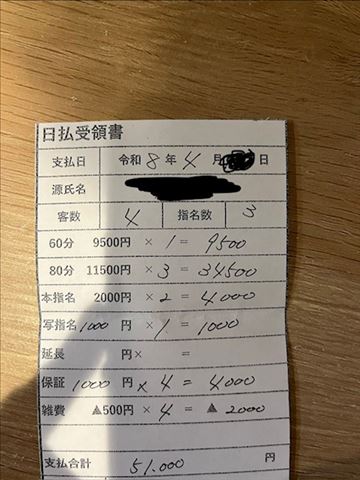 日払受領書
支払日 令和 8 年 4 月 日
源氏名
客数 4 指名数 3
60分 9500円 × 1 = 9500
80分 11500円 × 3 = 34500
本指名 2000円 × 2 = 4000
写指名 1000 円 × 1 = 1000
延長 円× =
保証 1000 円 × 4 = 4000
雑費 ▲500円 × 4 = ▲ 2000
支払合計 51.000 円